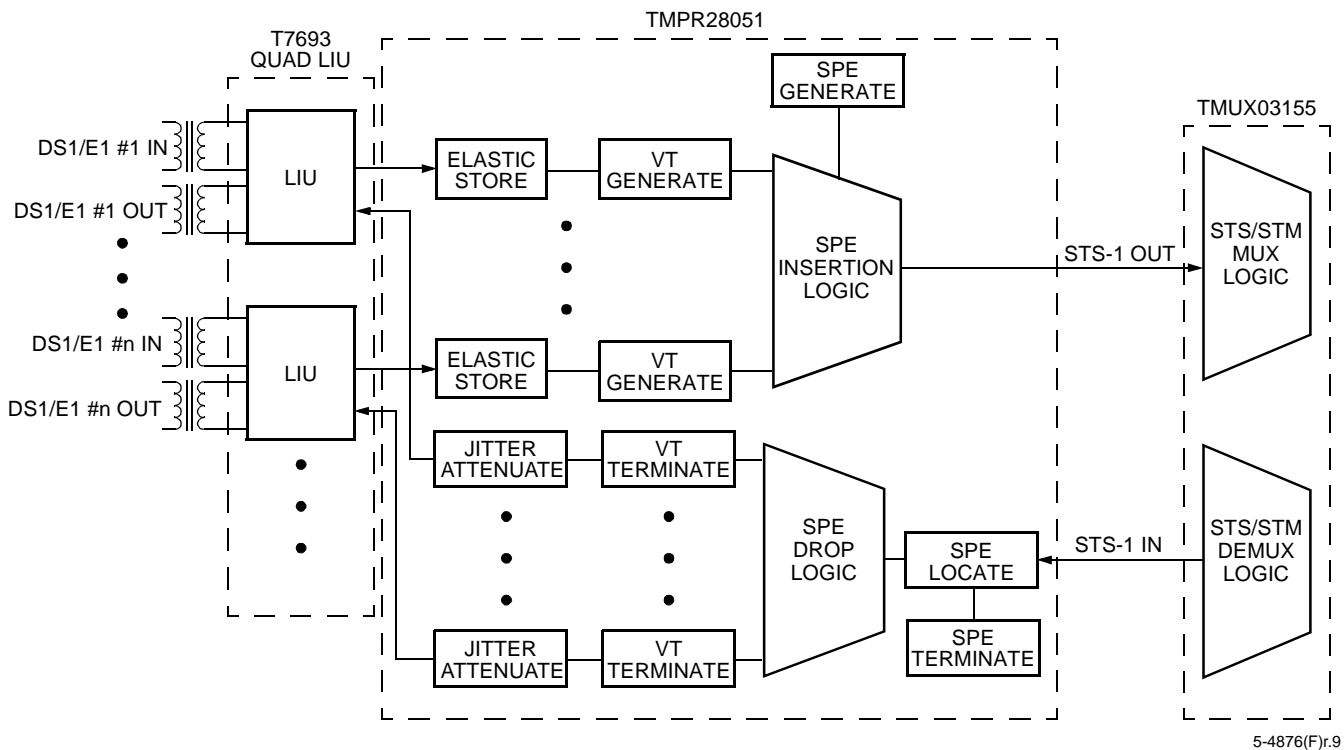 TMPR28051
T7693
QUAD LIU
TMUX03155
SPE
GENERATE
DS1/E1 #1 IN
LIU
ELASTIC
STORE
VT
GENERATE
DS1/E1 #1 OUT
SPE
INSERTION
LOGIC
STS-1 OUT
STS/STM
MUX
LOGIC
DS1/E1 #n IN
LIU
ELASTIC
STORE
VT
GENERATE
DS1/E1 #n OUT
JITTER
ATTENUATE
VT
TERMINATE
SPE
DROP
LOGIC
SPE
LOCATE
STS-1 IN
STS/STM
DEMUX
LOGIC
JITTER
ATTENUATE
VT
TERMINATE
SPE
TERMINATE
5-4876(F)r.9